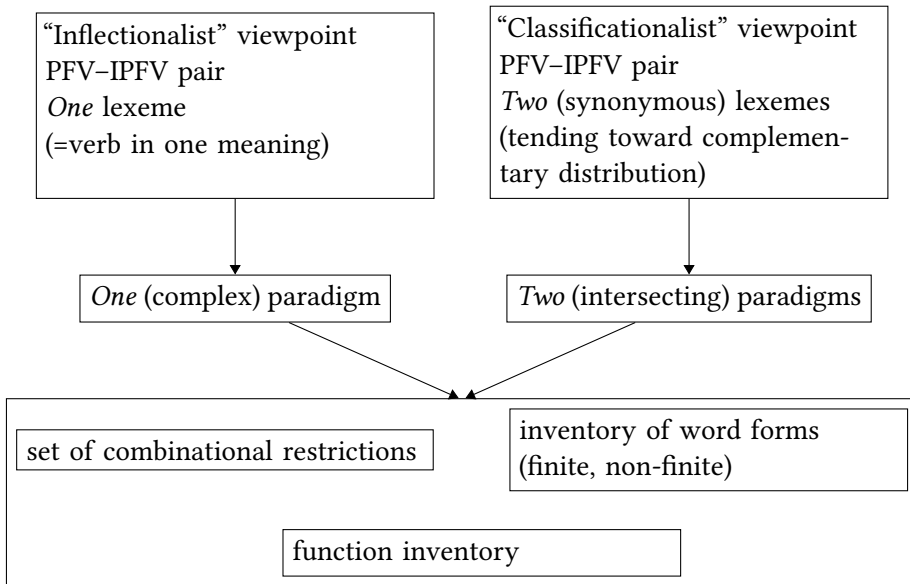 “Inflectionalist” viewpoint
PFV–IPFV pair
One lexeme
(=verb in one meaning)
“Classificationalist” viewpoint
PFV–IPFV pair
Two (synonymous) lexemes
(tending toward complemen-
tary distribution)
One (complex) paradigm
Two (intersecting) paradigms
set of combinational restrictions
inventory of word forms
(finite, non-finite)
function inventory